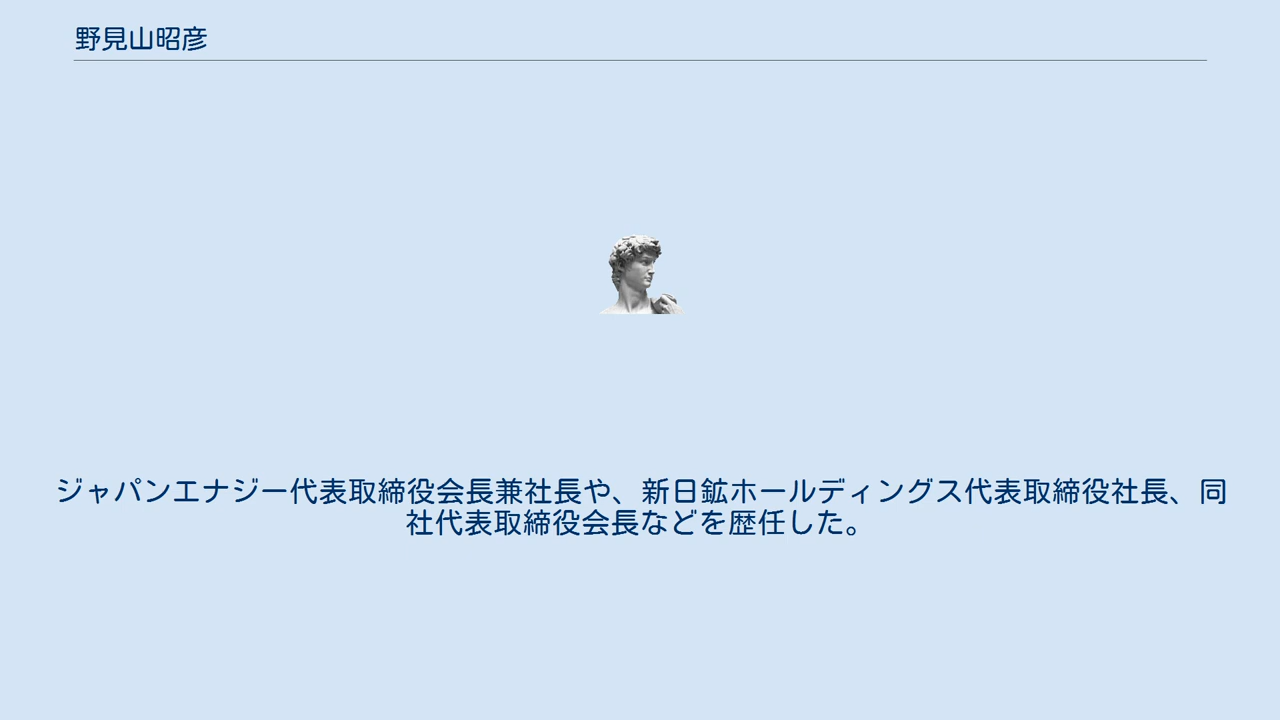 野見山昭彦
ジャパンエナジー代表取締役会長兼社長や、新日鉱ホールディングス代表取締役社長、同
社代表取締役会長などを歴任した。